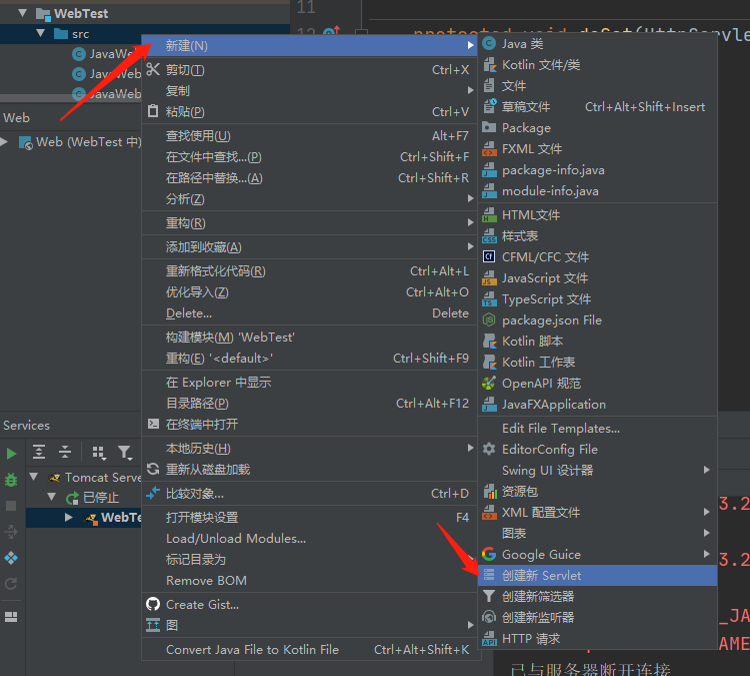 WebTest
src
JavaWe
JavaWeb
JavaWeb
Web
Web (WebTest 中)
11
12
protected void doGet(HttpServle
新建(N)
剪切(T) Ctrl+X
复制
粘贴(P) Ctrl+V
查找使用(U) Alt+F7
在文件中查找...(P) Ctrl+Shift+F
在路径中替换...(A) Ctrl+Shift+R
分析(Z)
重构(R)
添加到收藏(A)
重新格式化代码(R) Ctrl+Alt+L
优化导入(Z) Ctrl+Alt+O
Delete... Delete
构建模块(M) 'WebTest'
重构(E) '<default>' Ctrl+Shift+F9
在 Explorer 中显示
目录路径(P) Ctrl+Alt+F12
在终端中打开
本地历史(H)
重新从磁盘加载
比较对象... Ctrl+D
打开模块设置 F4
Load/Unload Modules...
标记目录为
Remove BOM
Create Gist...
图
Convert Java File to Kotlin File Ctrl+Alt+Shift+K
Java 类
Kotlin 文件/类
文件
草稿文件 Ctrl+Alt+Shift+Insert
Package
FXML 文件
package-info.java
module-info.java
HTML文件
样式表
CFML/CFC 文件
JavaScript 文件
TypeScript 文件
package.json File
Kotlin 脚本
Kotlin 工作表
OpenAPI 规范
JavaFXApplication
Edit File Templates...
EditorConfig File
Swing UI 设计器
资源包
XML 配置文件
图表
Google Guice
创建新 Servlet
创建新筛选器
创建新监听器
HTTP 请求
Services
Tomcat Serve
已停止
WebTe
3.2
3.2
_JA
AME
已与服务器断开连接